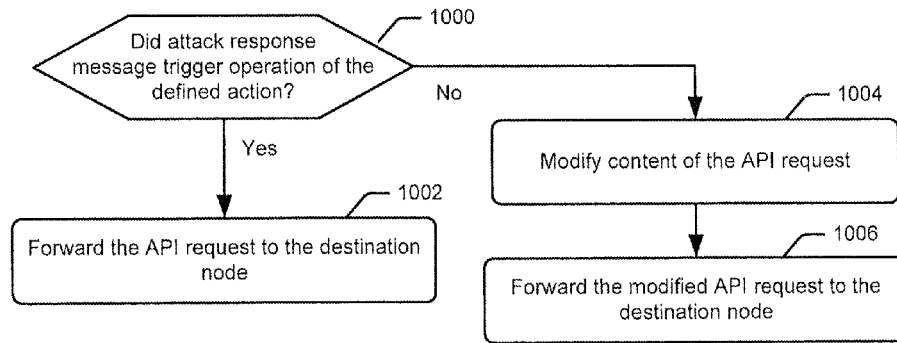 1000
Did attack response
message trigger operation of the
defined action?
No
Yes
1004
Modify content of the API request
1002
Forward the API request to the destination
node
1006
Forward the modified API request to the
destination node